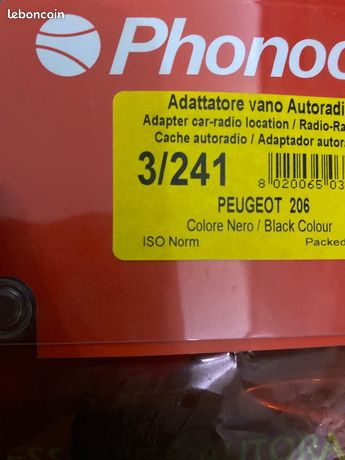 leboncoin
Phonoc
Adattatore vano Autoradi
Adapter car-radio location / Radio-Ra
Cache autoradio / Adaptador autor
3/241
8 020065 03
PEUGEOT 206
Colore Nero / Black Colour
ISO Norm Packed